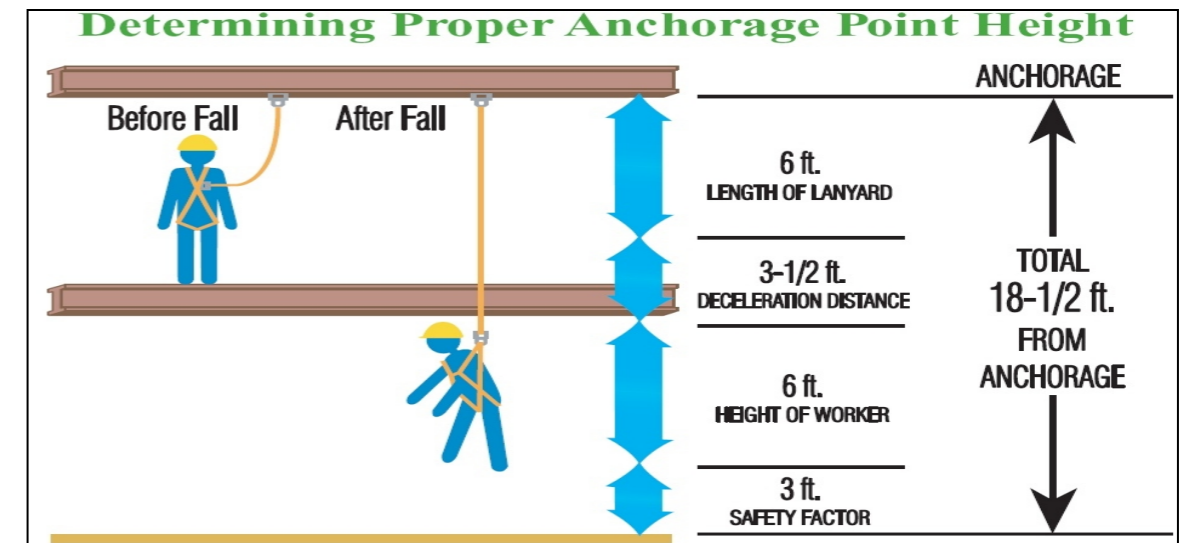 Determining Proper Anchorage Point Height
ANCHORAGE
Before Fall
After Fall
6 ft.
LENGTH OF LANYARD
3-1/2 ft.
DECELERATION DISTANCE
6 ft.
HEIGHT OF WORKER
3 ft.
SAFETY FACTOR
TOTAL
18-1/2 ft.
FROM
ANCHORAGE